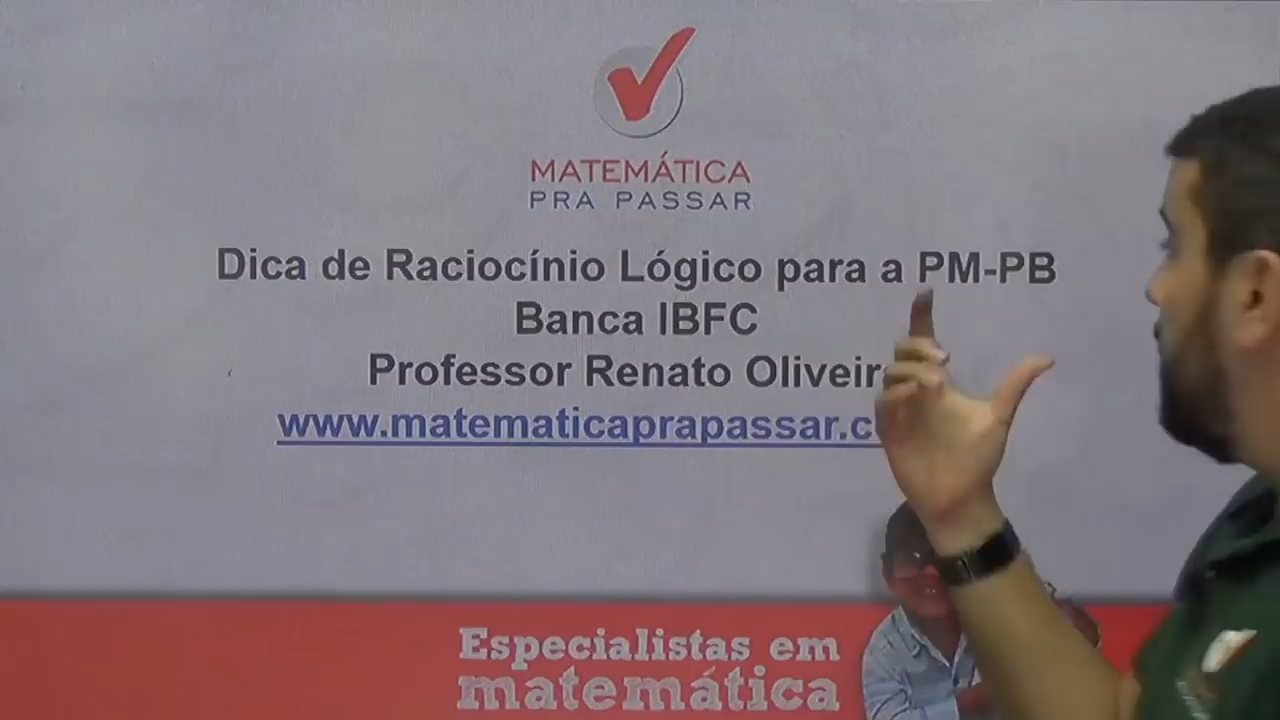 MATEMÁTICA
PRA PASSAR
Dica de Raciocínio Lógico para a PM-PB
Banca IBFC
Professor Renato
www.matematicaprapassar.c
Especialistas em
matemática